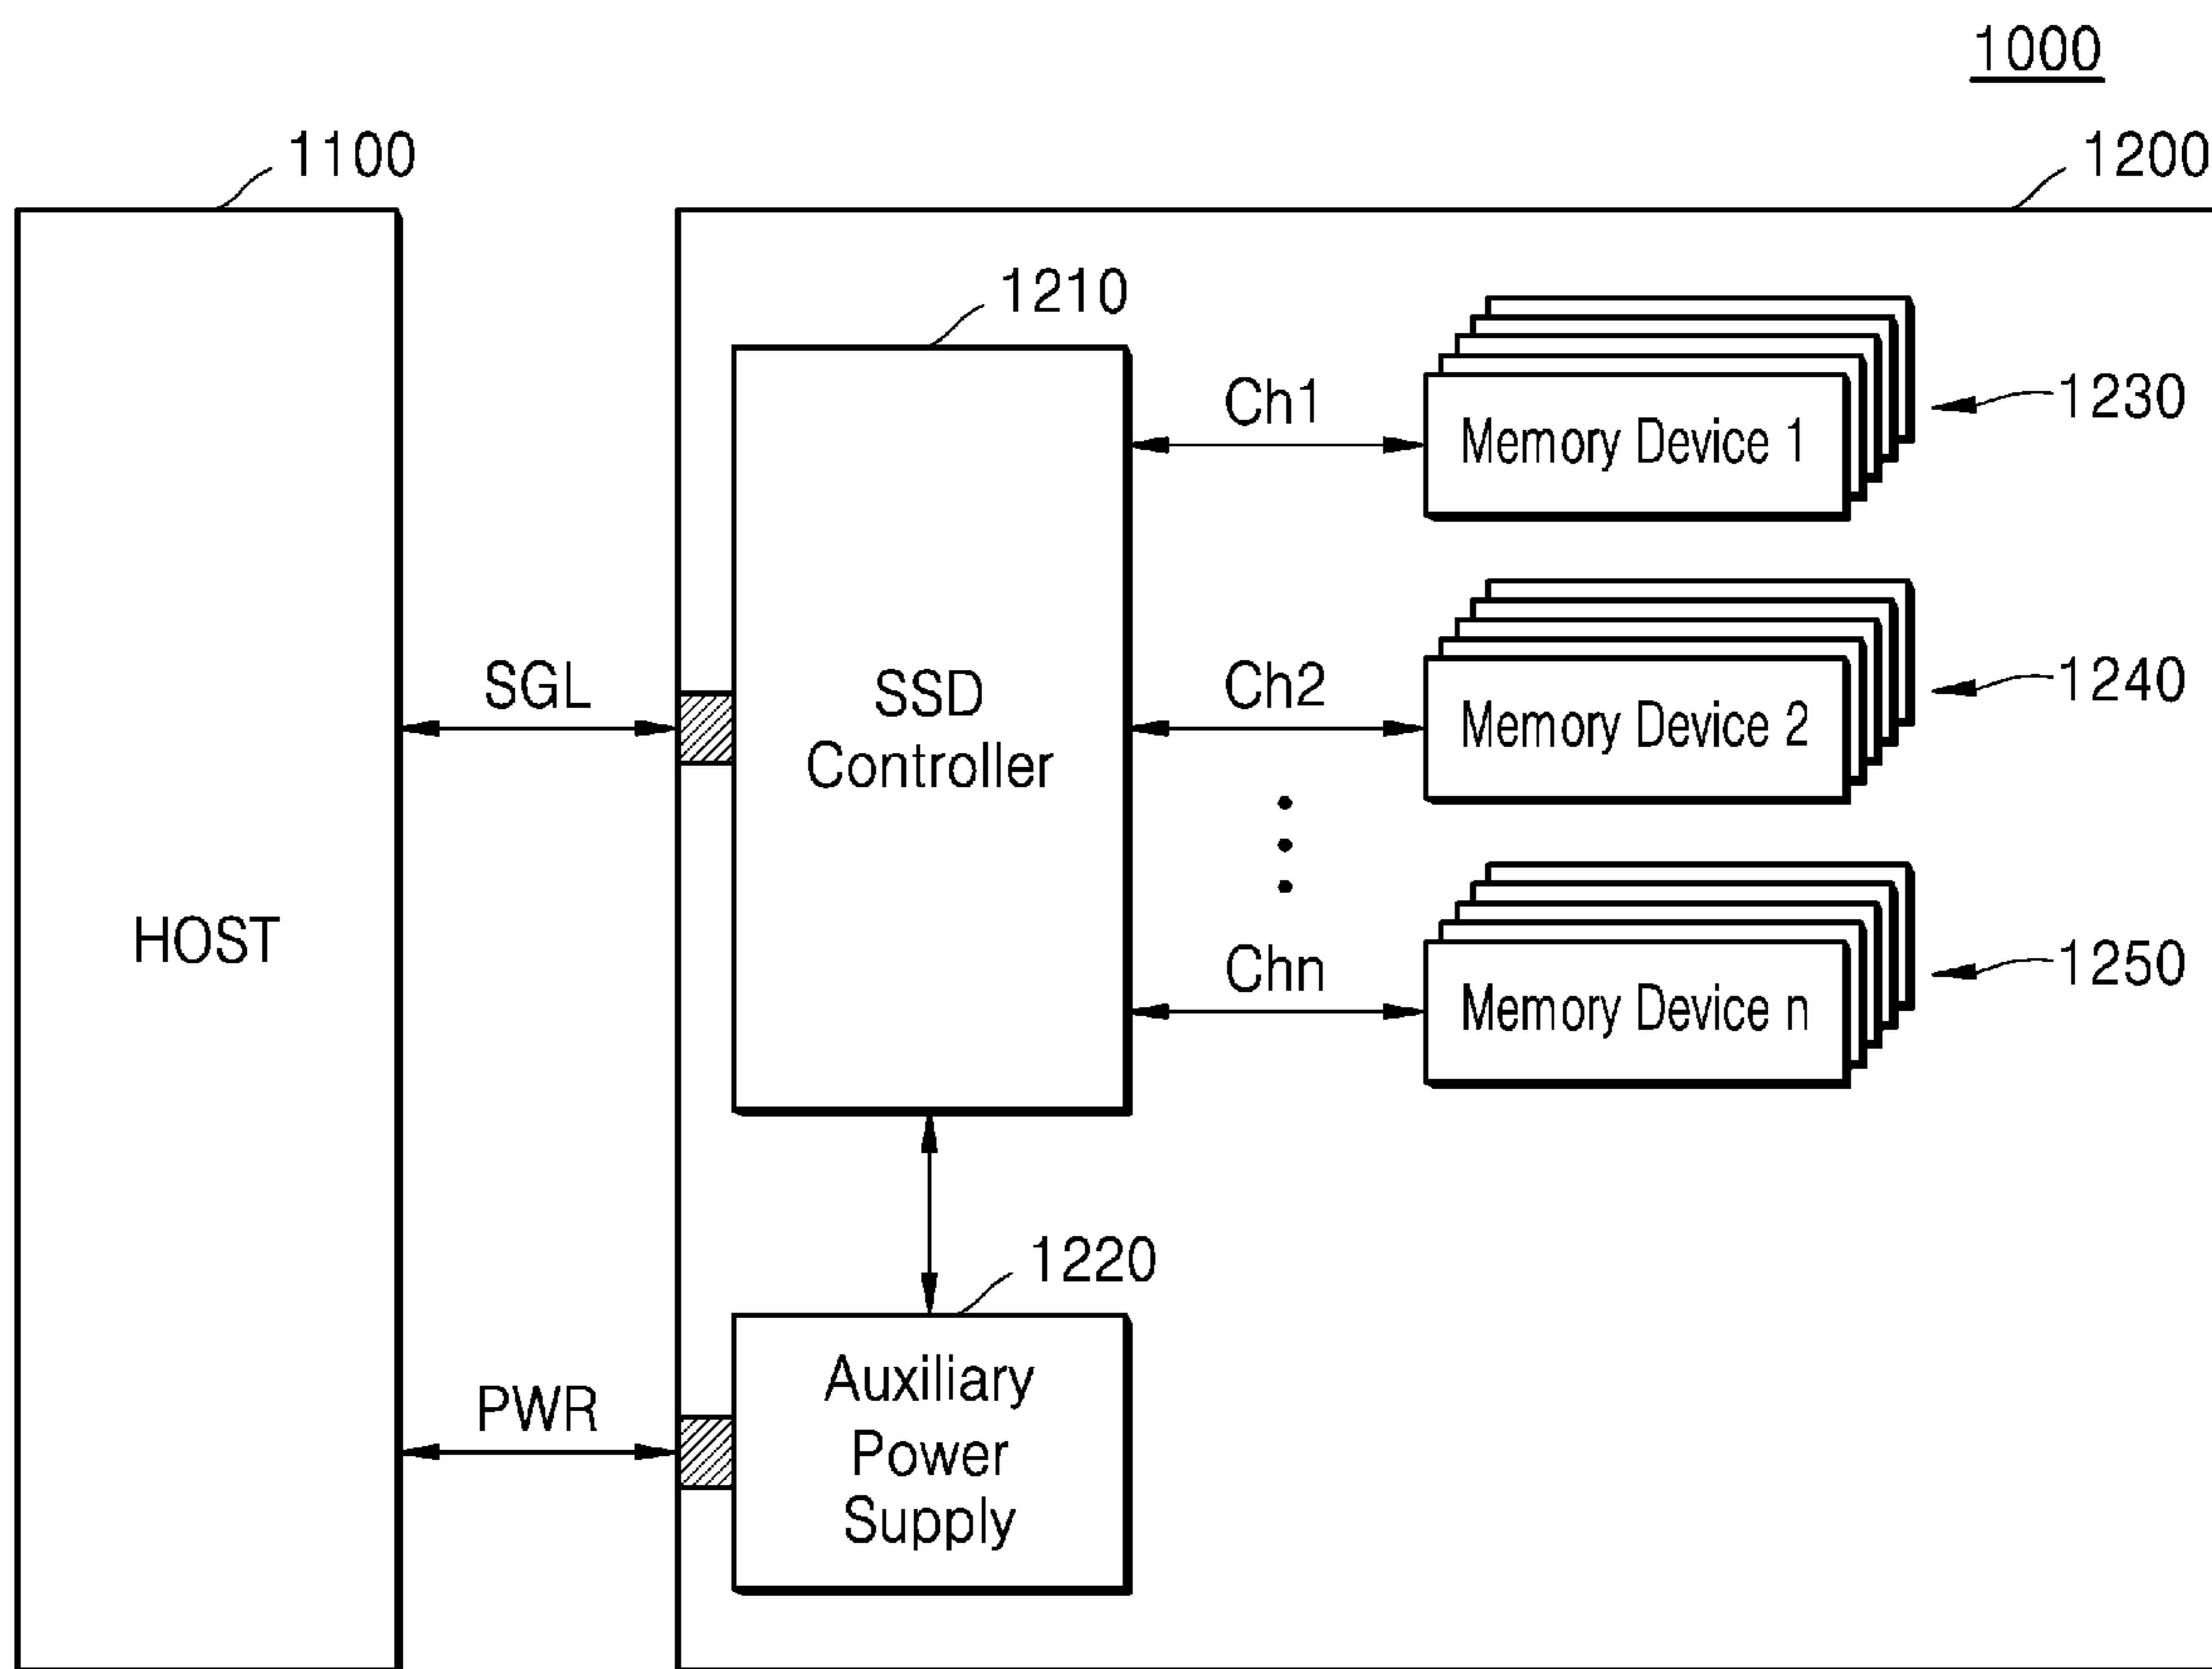 1000
1100
1200
1210
Ch1
Memory Device 1
1230
SGL
SSD
Controller
Ch2
Memory Device 2
1240
HOST
Chn
Memory Device n
1250
1220
PWR
Auxiliary
Power
Supply